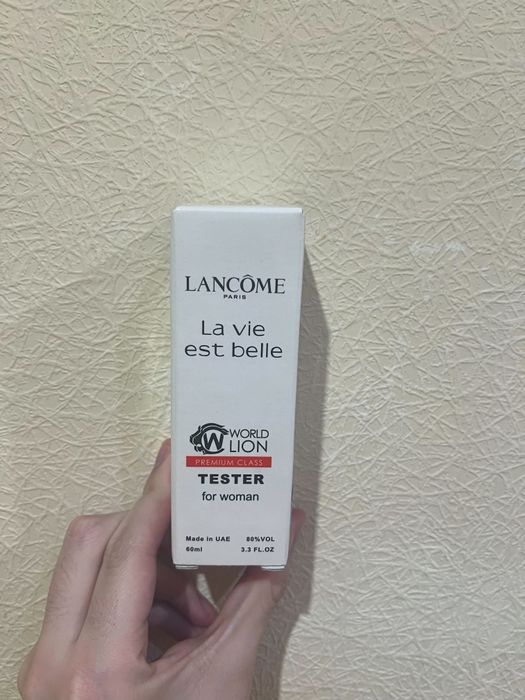 LANCÔME
PARIS
La vie
est belle
WORLD
LION
PREMIUM CLASS
TESTER
for woman
Made in UAE 80%VOL
60ml 3.3 FL.OZ